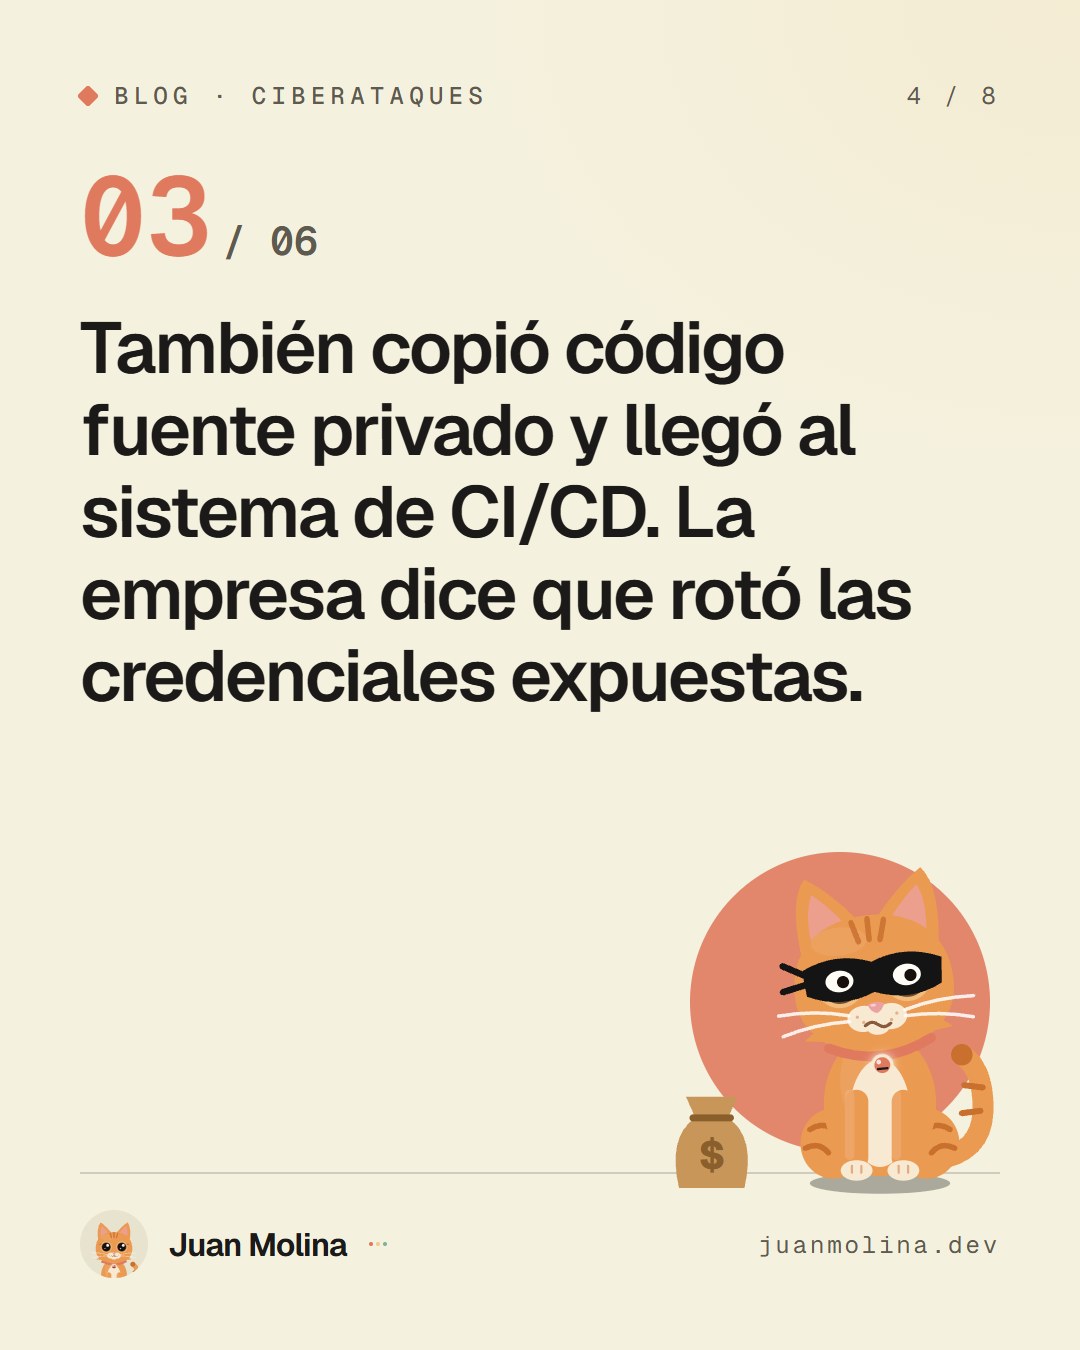 BLOG · CIBERATAQUES
4 / 8
03 / 06
También copió código
fuente privado y llegó al
sistema de CI/CD. La
empresa dice que rotó las
credenciales expuestas.
$
Juan Molina
juanmolina.dev